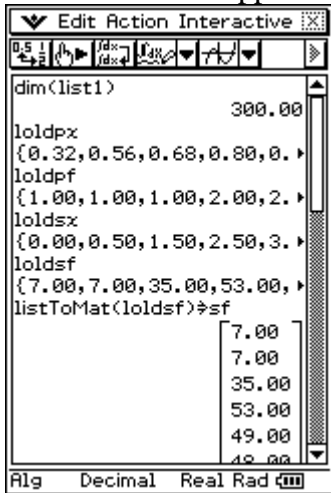 Edit Action Interactive
dim(list1)
300.00
loldpx
{0.32,0.56,0.68,0.80,0.
loldpf
{1.00,1.00,1.00,2.00,2.
loldsx
{0.00,0.50,1.50,2.50,3.
loldsf
{7.00,7.00,35.00,53.00,
listToMat(loldsf)⇒sf
7.00
7.00
35.00
53.00
49.00
48.00
Alg Decimal Real Rad